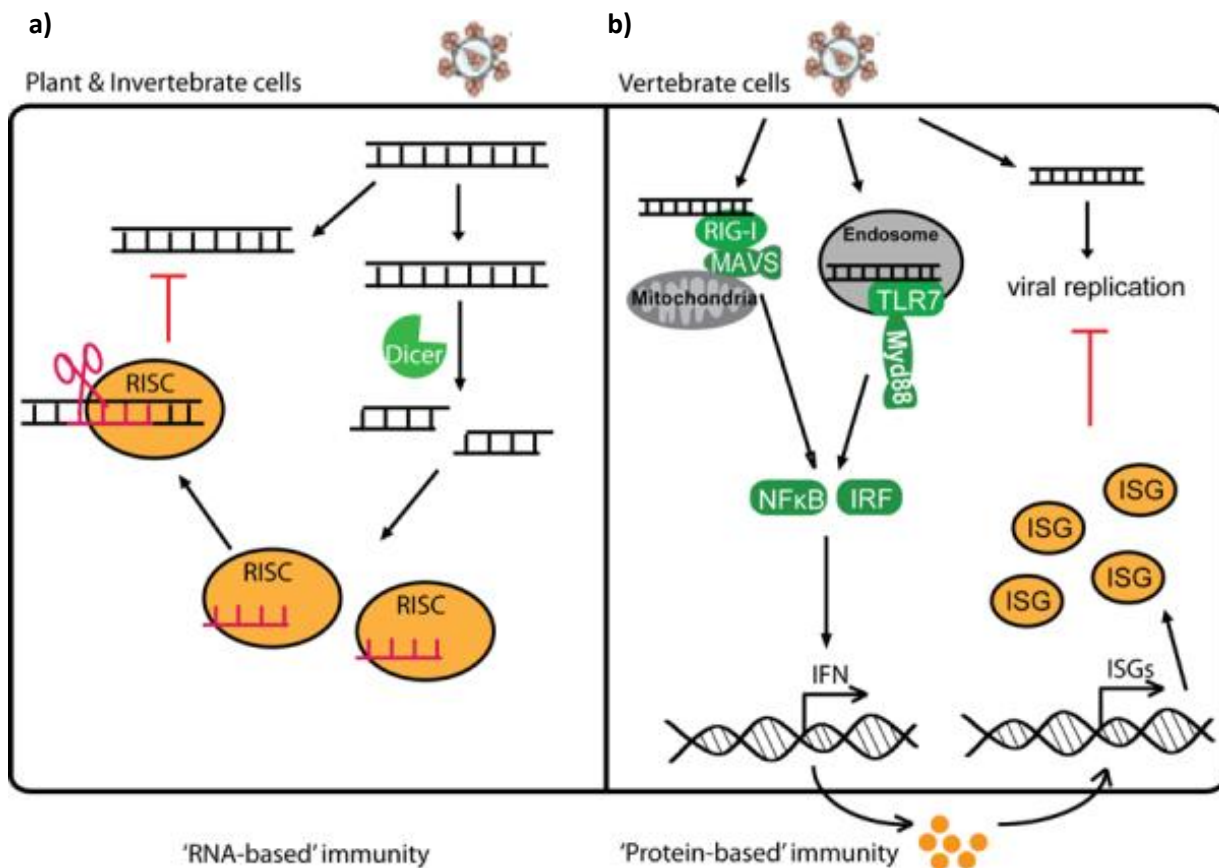 a)
b)
Plant & Invertebrate cells
Vertebrate cells
Dicer
RISC
RISC
RISC
RIG-I
MAVS
Mitochondria
Endosome
TLR7
Myd88
viral replication
NFκB
IRF
ISG
ISG
ISG
ISG
IFN
ISGs
'RNA-based' immunity
'Protein-based' immunity